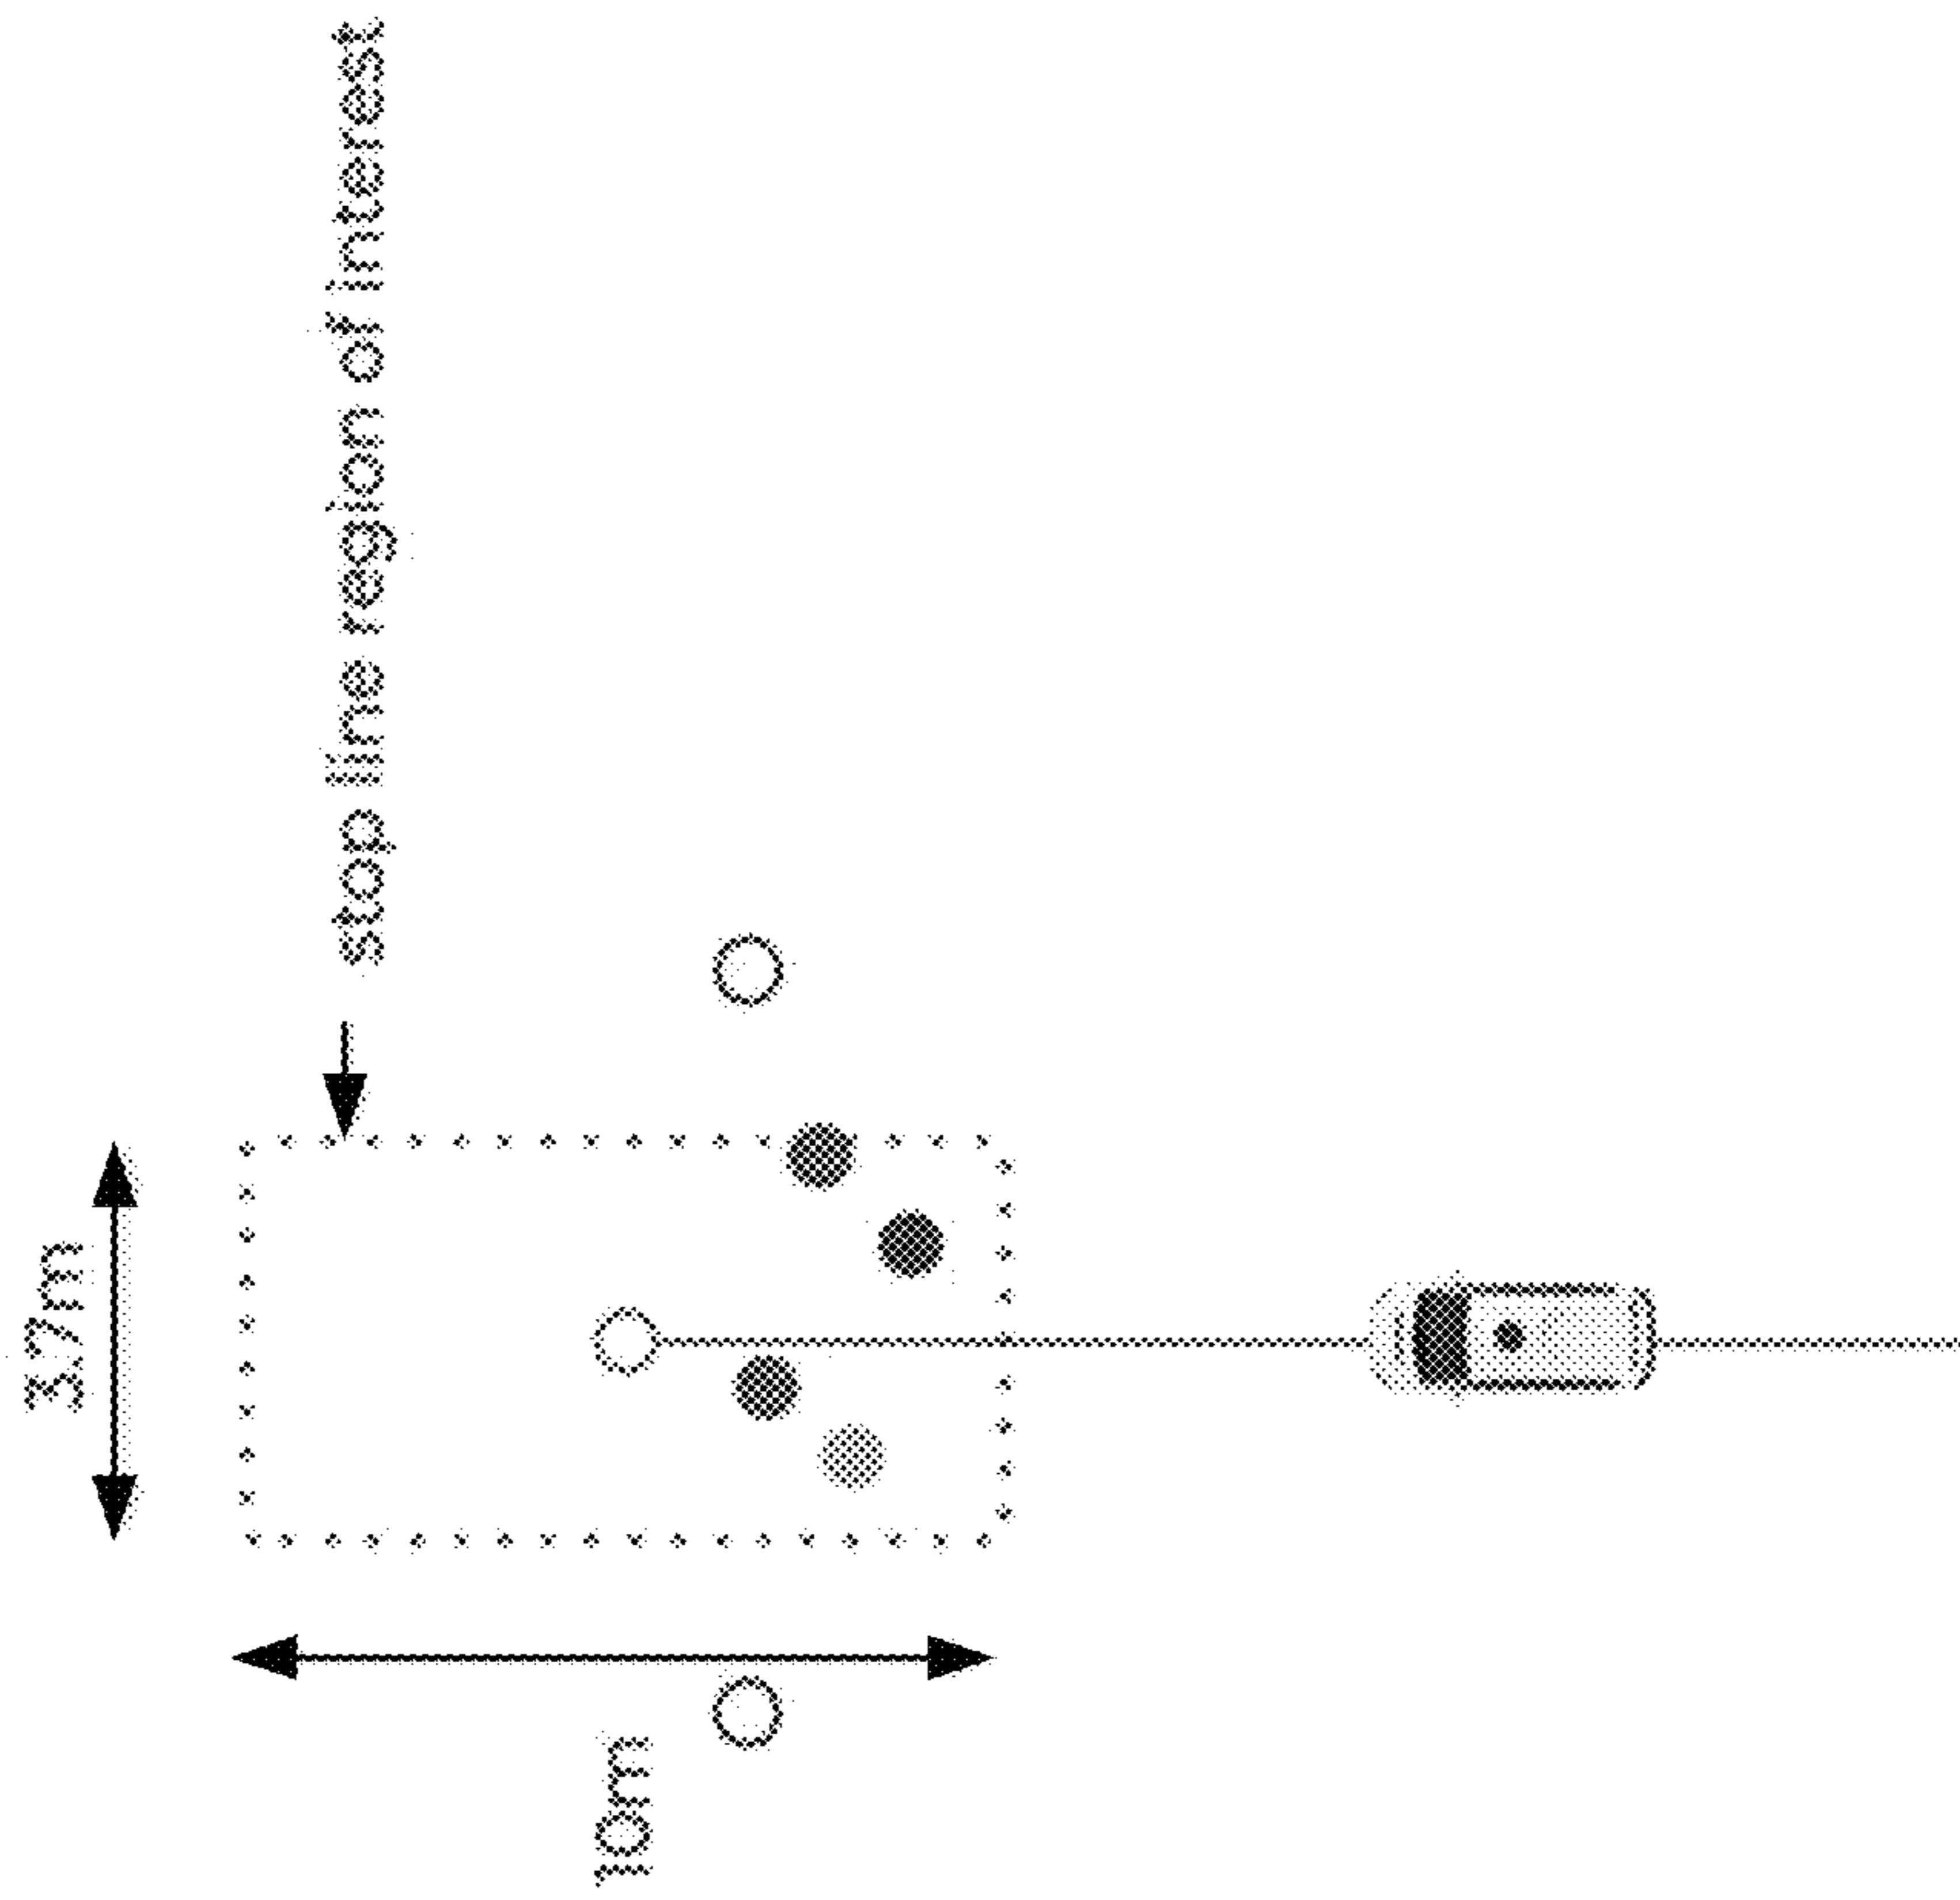 stop line region of interest
3.7m
10m